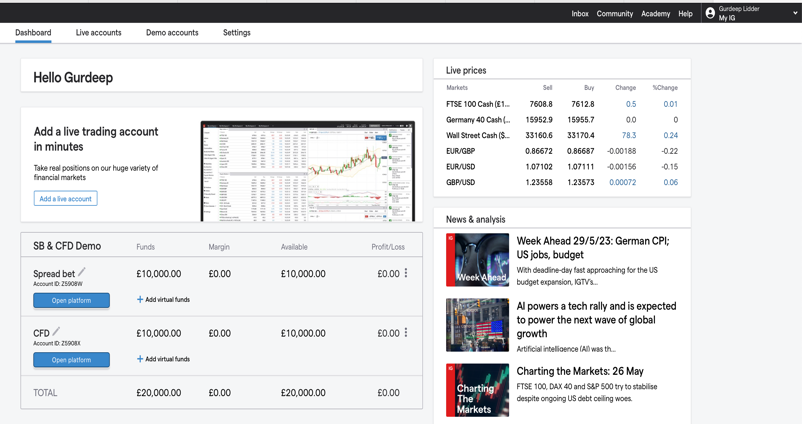 Inbox Community Academy Help Gurdeep Lidder
My IG
Dashboard Live accounts Demo accounts Settings
Hello Gurdeep
Add a live trading account
in minutes
Take real positions on our huge variety of
financial markets
Add a live account
SB & CFD Demo Funds Margin Available Profit/Loss
Spread bet £10,000.00 £0.00 £10,000.00 £0.00
Account ID: Z5908W
Open platform + Add virtual funds
CFD £10,000.00 £0.00 £10,000.00 £0.00
Account ID: Z5908X
Open platform + Add virtual funds
TOTAL £20,000.00 £0.00 £20,000.00 £0.00
Live prices
Markets Sell Buy Change %Change
FTSE 100 Cash (£1... 7608.8 7612.8 0.5 0.01
Germany 40 Cash (... 15952.9 15955.7 0.0 0
Wall Street Cash ($... 33160.6 33170.4 78.3 0.24
EUR/GBP 0.86672 0.86687 -0.00188 -0.22
EUR/USD 1.07102 1.07111 -0.00156 -0.15
GBP/USD 1.23558 1.23573 0.00072 0.06
News & analysis
IG
Week Ahead
Week Ahead 29/5/23: German CPI;
US jobs, budget
With deadline-day fast approaching for the US
budget expansion, IGTV's...
AI powers a tech rally and is expected
to power the next wave of global
growth
Artificial intelligence (AI) was th...
IG
Charting
The
Markets
Charting the Markets: 26 May
FTSE 100, DAX 40 and S&P 500 try to stabilise
despite ongoing US debt ceiling woes.